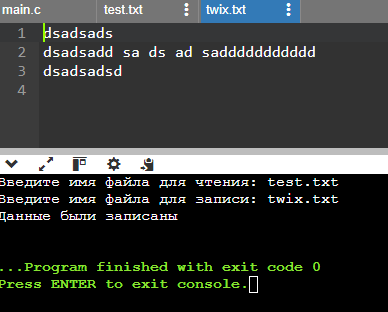 main.c test.txt twix.txt
1 dsadsads
2 dsadsadd sa ds ad saddddddddddd
3 dsadsadsd
4
Введите имя файла для чтения: test.txt
Введите имя файла для записи: twix.txt
Данные были записаны
...Program finished with exit code 0
Press ENTER to exit console.